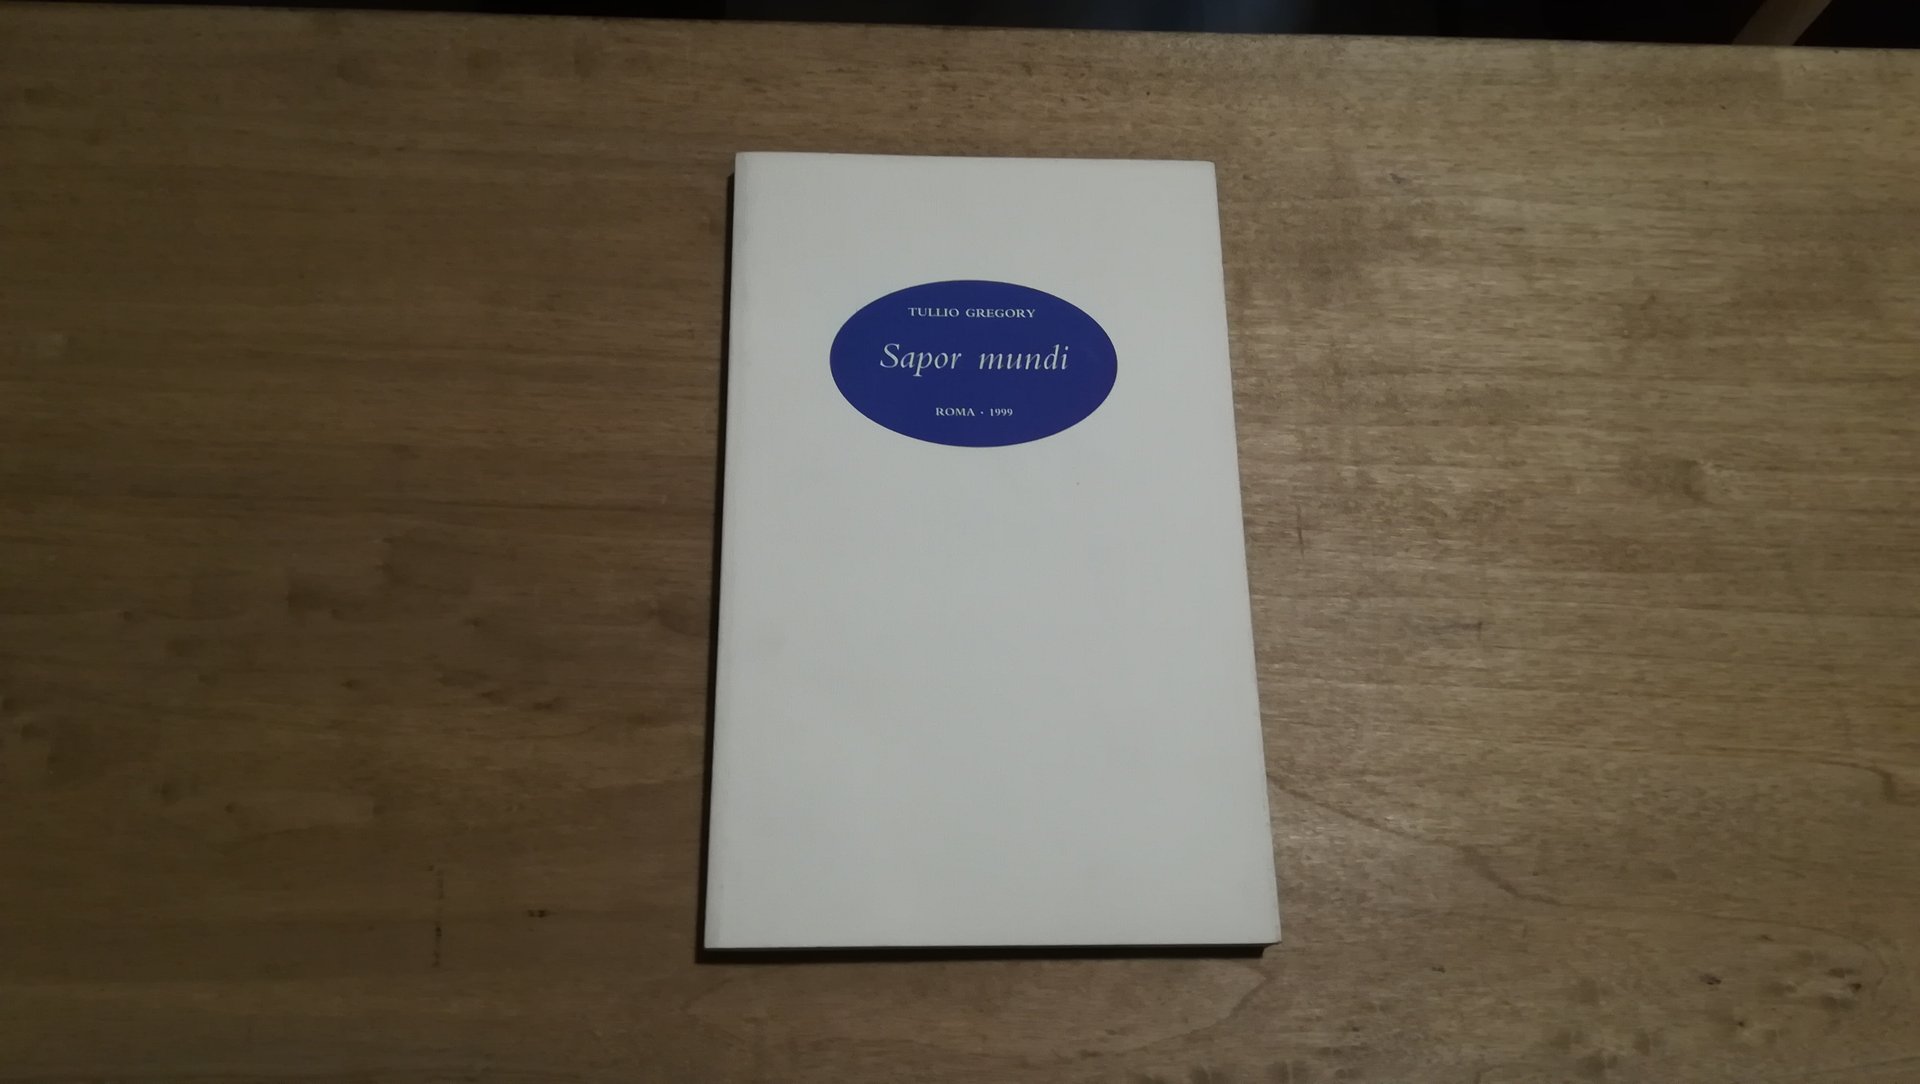 TULLIO GREGORY
Sapor mundi
ROMA · 1999